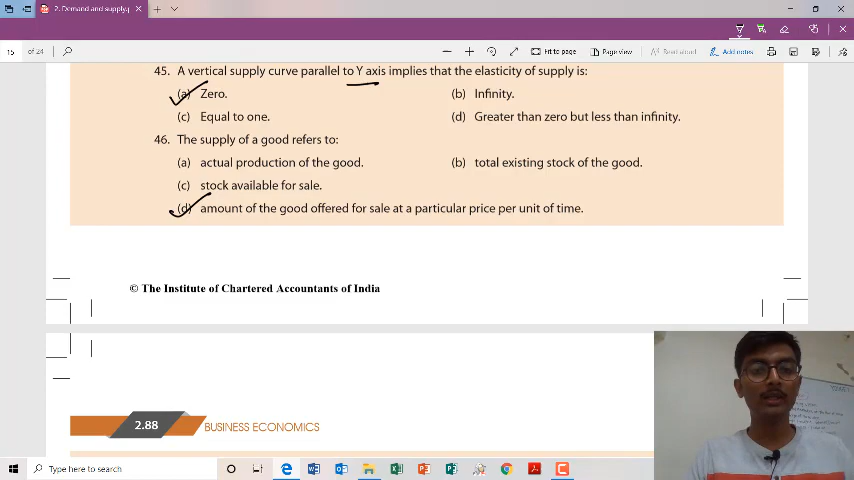 2. Demand and supply.p
15 of 24
Fit to page
Read aloud
Add notes
45. A vertical supply curve parallel to Y axis implies that the elasticity of supply is:
(a) Zero. (b) Infinity.
(c) Equal to one. (d) Greater than zero but less than infinity.
46. The supply of a good refers to:
(a) actual production of the good. (b) total existing stock of the good.
(c) stock available for sale.
(d) amount of the good offered for sale at a particular price per unit of time.
© The Institute of Chartered Accountants of India
2.88 BUSINESS ECONOMICS
Type here to search